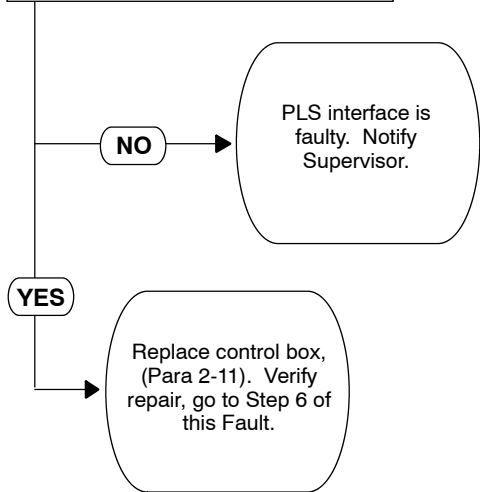 NO
PLS interface is
faulty. Notify
Supervisor.
YES
Replace control box,
(Para 2-11). Verify
repair, go to Step 6 of
this Fault.